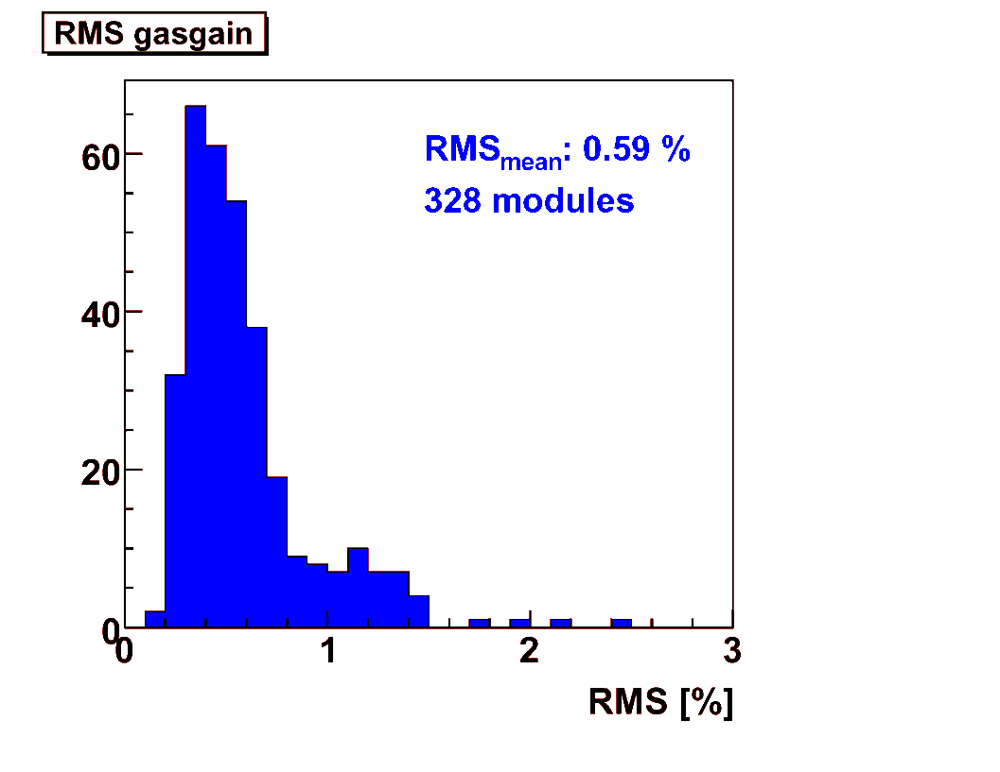 RMS gasgain
RMSmean: 0.59 %
328 modules
60
40
20
0
0 1 2 3
RMS [%]